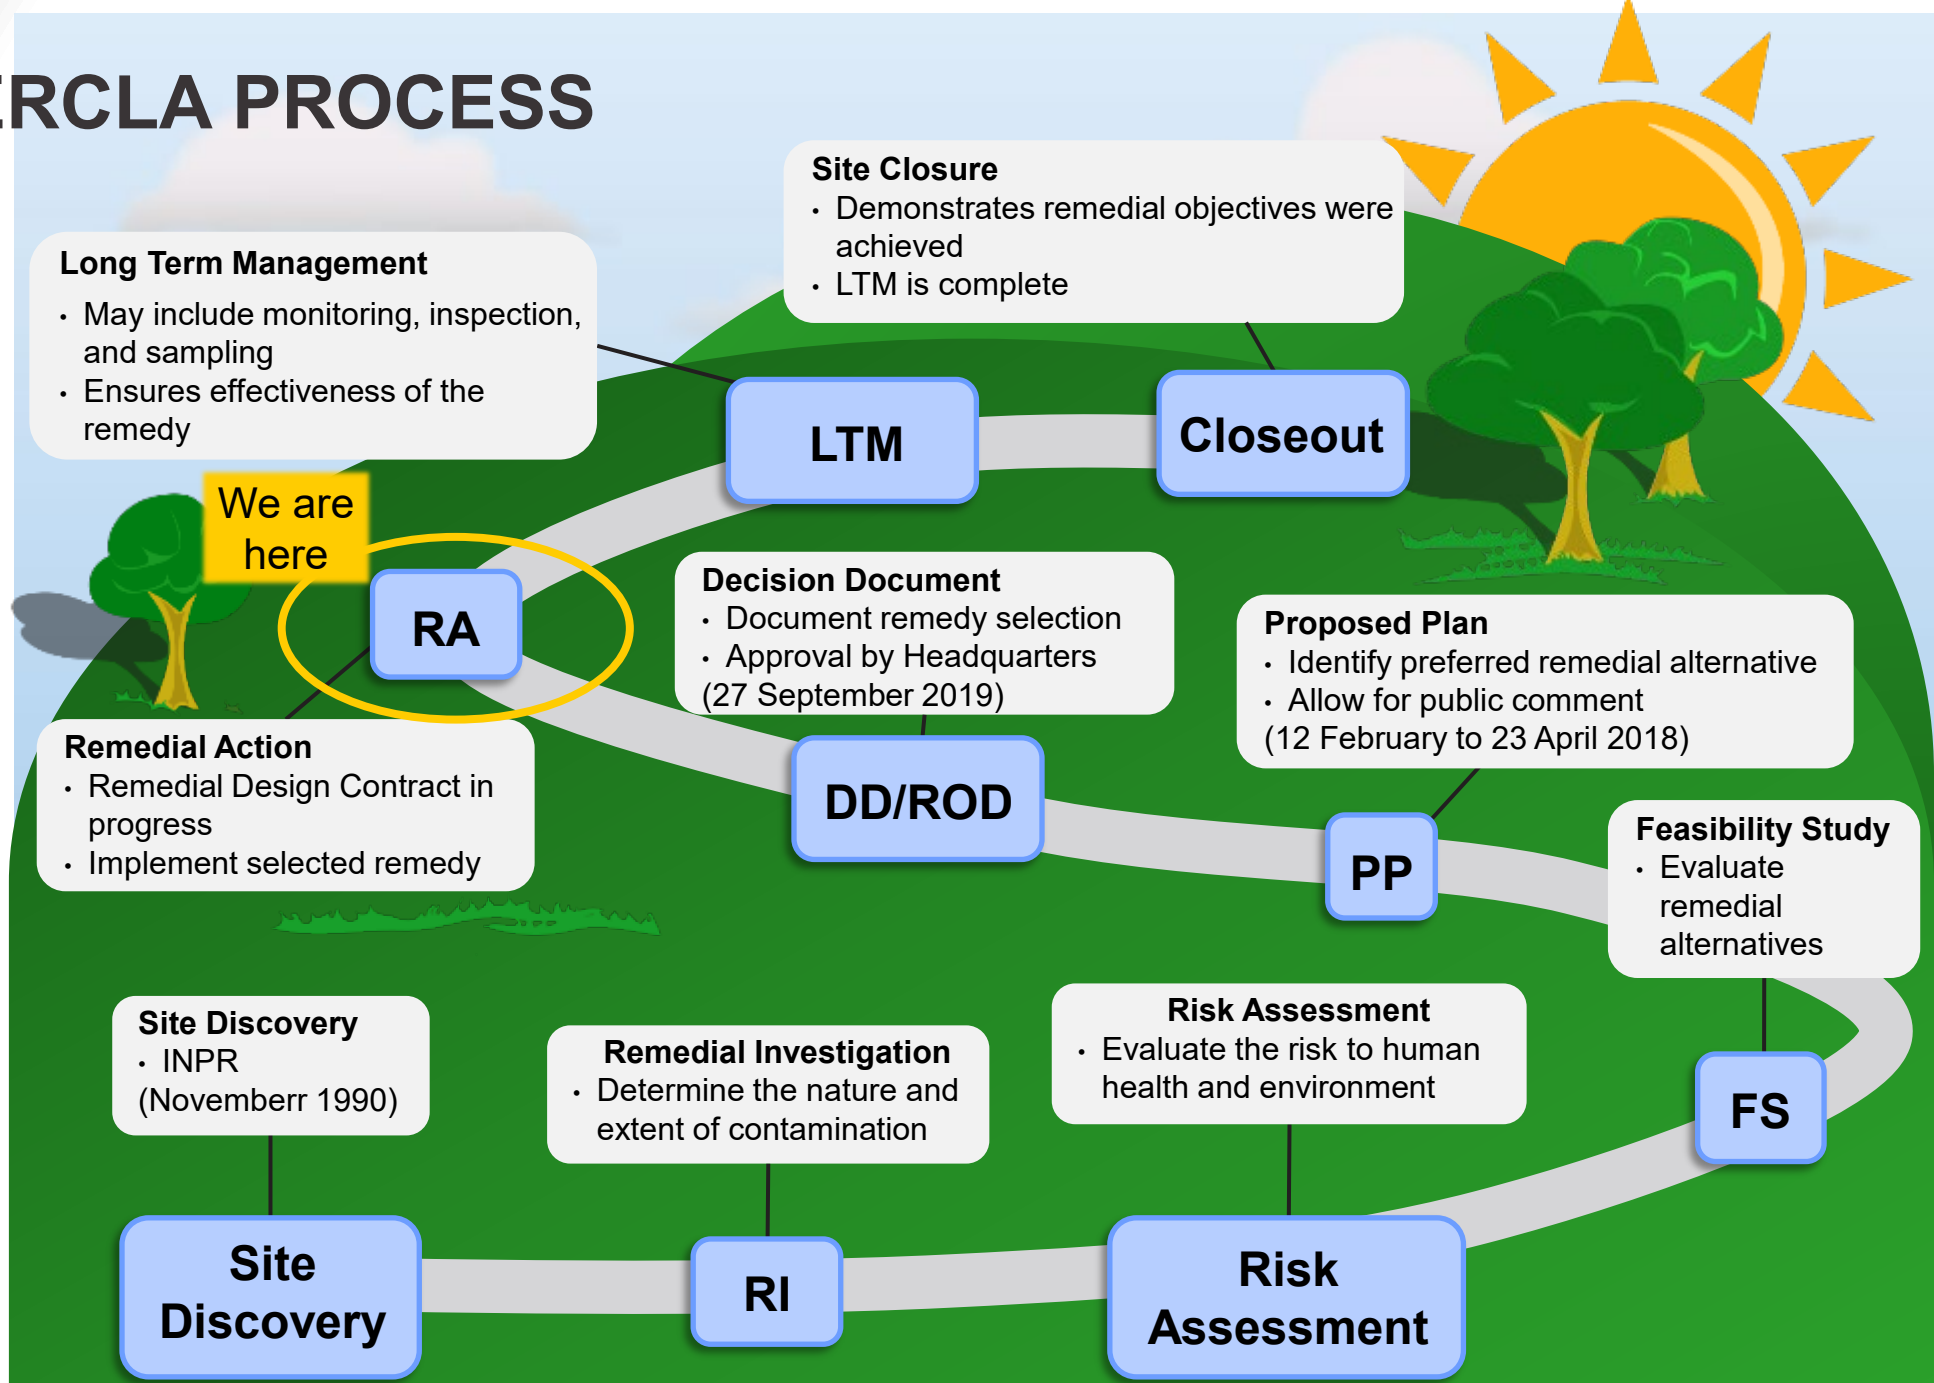 ERCLA PROCESS
Site Closure
• Demonstrates remedial objectives were
achieved
• LTM is complete
Long Term Management
• May include monitoring, inspection,
and sampling
• Ensures effectiveness of the
remedy
LTM
Closeout
We are
here
RA
Decision Document
• Document remedy selection
• Approval by Headquarters
(27 September 2019)
Proposed Plan
• Identify preferred remedial alternative
• Allow for public comment
(12 February to 23 April 2018)
Remedial Action
• Remedial Design Contract in
progress
• Implement selected remedy
DD/ROD
PP
Feasibility Study
• Evaluate
remedial
alternatives
Site Discovery
• INPR
(Novemberr 1990)
Remedial Investigation
• Determine the nature and
extent of contamination
Risk Assessment
• Evaluate the risk to human
health and environment
FS
Site
Discovery
RI
Risk
Assessment